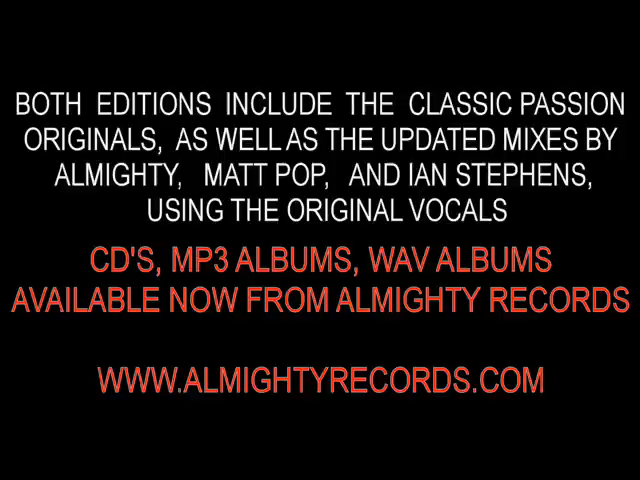 BOTH EDITIONS INCLUDE THE CLASSIC PASSION
ORIGINALS, AS WELL AS THE UPDATED MIXES BY
ALMIGHTY, MATT POP, AND IAN STEPHENS,
USING THE ORIGINAL VOCALS
CD'S, MP3 ALBUMS, WAV ALBUMS
AVAILABLE NOW FROM ALMIGHTY RECORDS
WWW.ALMIGHTYRECORDS.COM